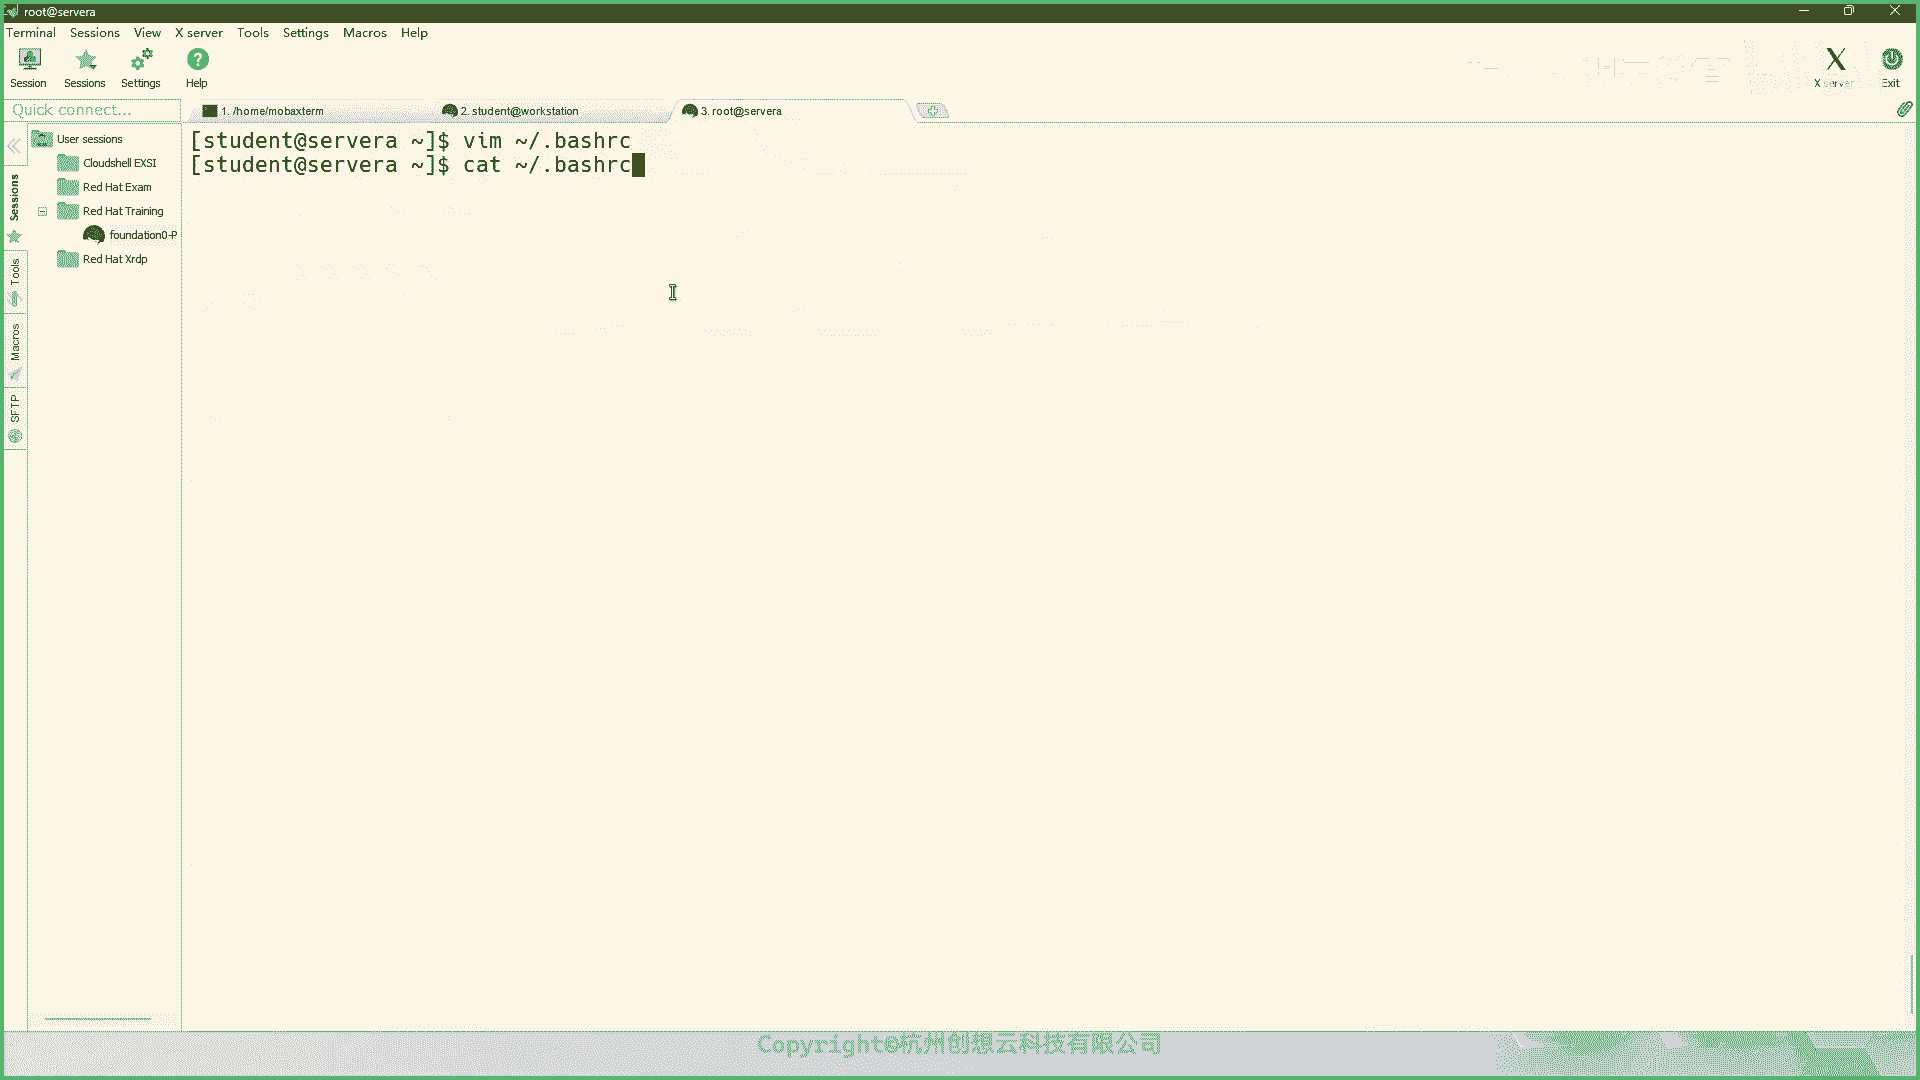 root@servera
Terminal Sessions View X server Tools Settings Macros Help
Session Sessions Settings Help X server Exit
Quick connect...
1. /home/mobaxterm
2. student@workstation
3. root@servera
User sessions
Cloudshell EXSI
Red Hat Exam
Red Hat Training
foundation0-P
Red Hat Xrdp
Sessions
Tools
Macros
SFTP
[student@servera ~]$ vim ~/.bashrc
[student@servera ~]$ cat ~/.bashrc
Copyright©杭州创想云科技有限公司